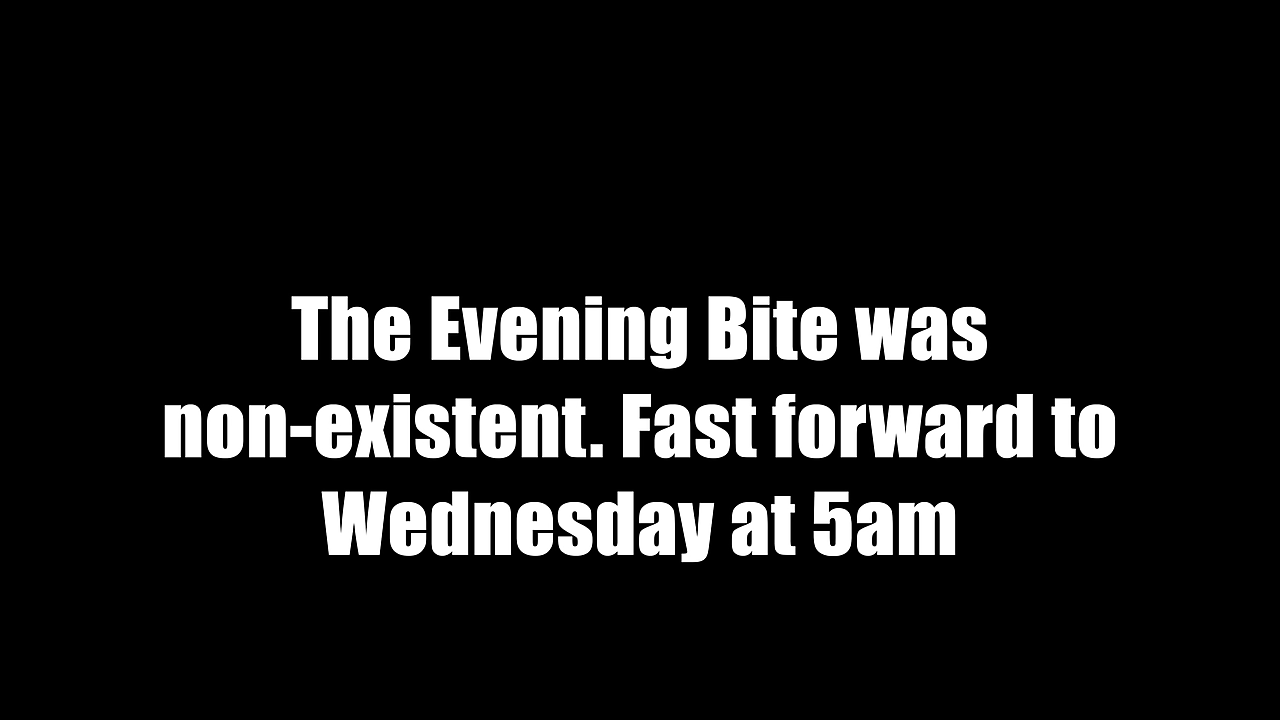 The Evening Bite was
non-existent. Fast forward to
Wednesday at 5am